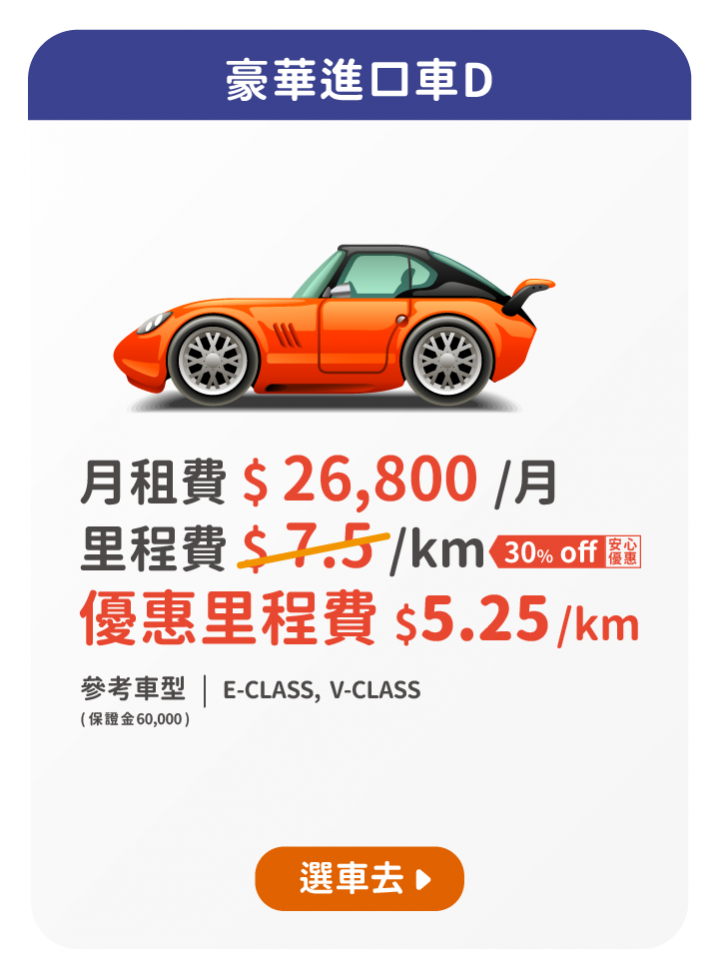 豪華進口車D
月租費 $ 26,800 /月
里程費 $ 7.5 /km 30% off 安心優惠
優惠里程費 $5.25/km
參考車型 | E-CLASS, V-CLASS
(保證金60,000)
選車去